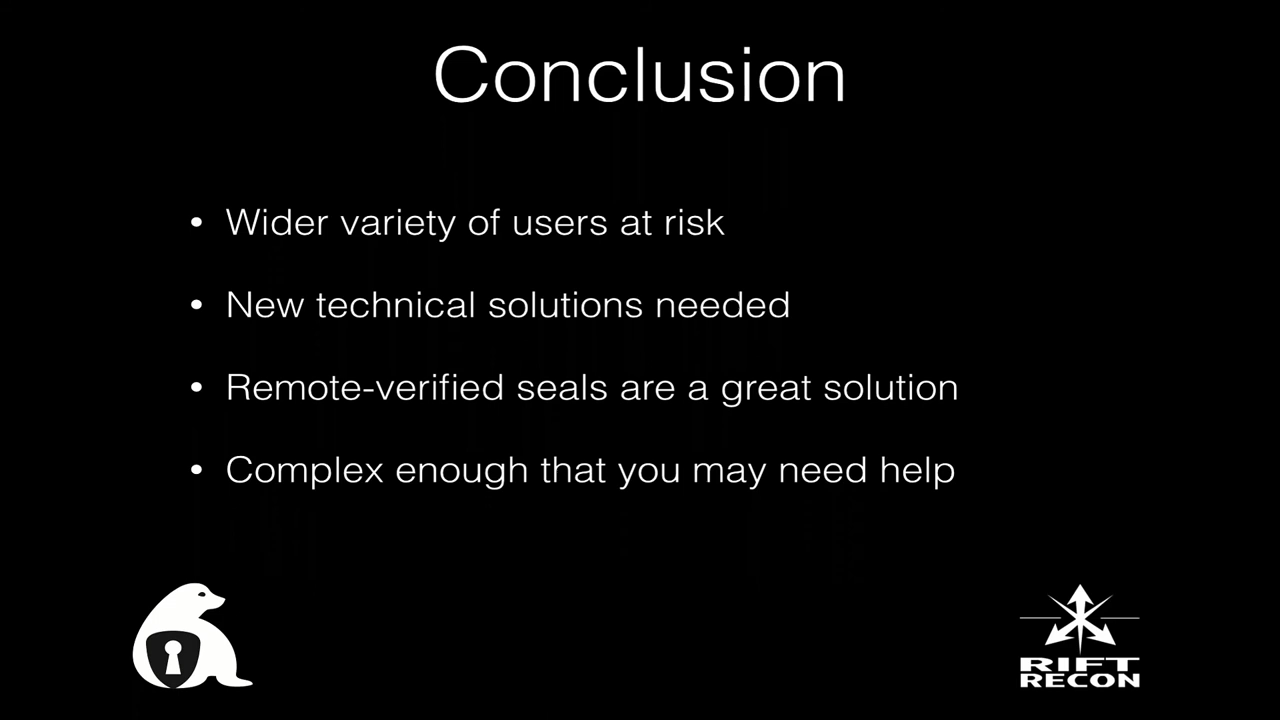 Conclusion
• Wider variety of users at risk
• New technical solutions needed
• Remote-verified seals are a great solution
• Complex enough that you may need help
RIFT
RECON